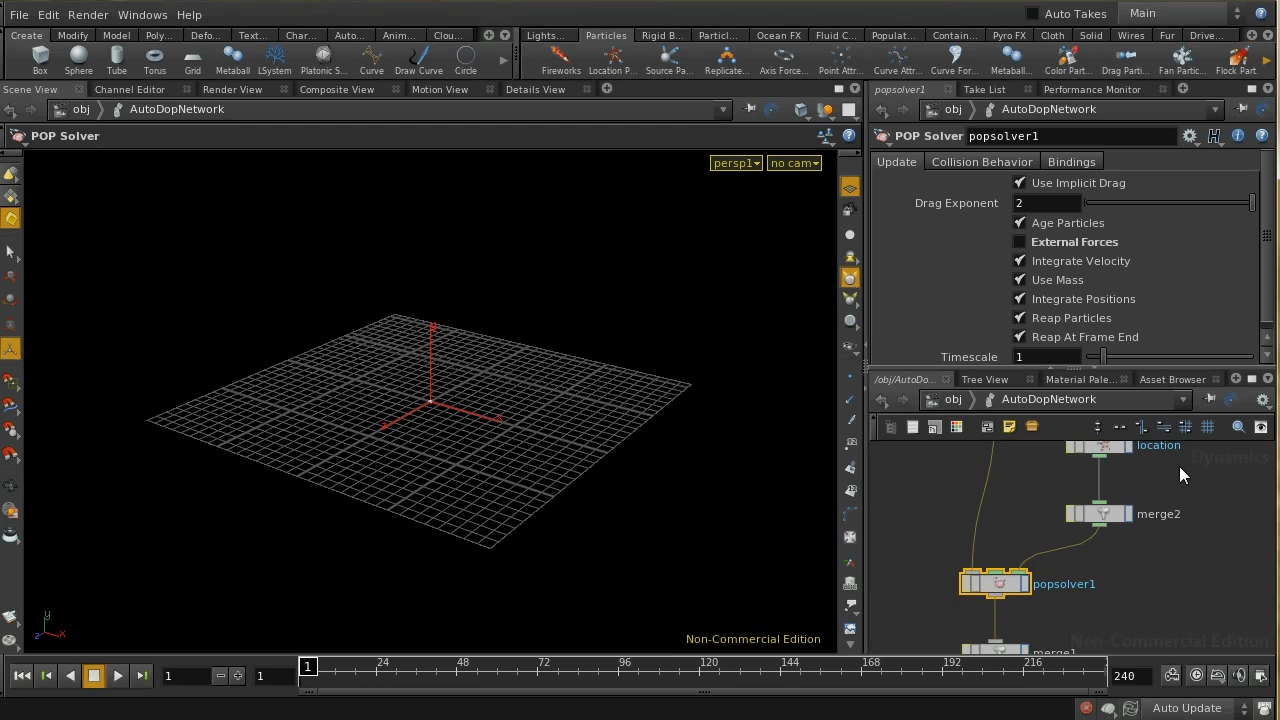 File Edit Render Windows Help Auto Takes Main
Create Modify Model Poly... Defo... Text... Char... Auto... Anim... Clou... Lights... Particles Rigid B... Particl... Ocean FX Fluid C... Populat... Contain... Pyro FX Cloth Solid Wires Fur Drive...
Box Sphere Tube Torus Grid Metaball LSystem Platonic S... Curve Draw Curve Circle Fireworks Location P... Source Pa... Replicate... Axis Force... Point Attr... Curve Attr... Curve For... Metaball... Color Part... Drag Parti... Fan Partic... Flock Part.
Scene View Channel Editor Render View Composite View Motion View Details View popsolver1 Take List Performance Monitor
obj AutoDopNetwork obj AutoDopNetwork
POP Solver POP Solver popsolver1
persp1 no cam Update Collision Behavior Bindings
Use Implicit Drag
Drag Exponent 2
Age Particles
External Forces
Integrate Velocity
Use Mass
Integrate Positions
Reap Particles
Reap At Frame End
Timescale 1
/obj/AutoDo... Tree View Material Pale... Asset Browser
obj AutoDopNetwork
location
Dynamics
merge2
popsolver1
y
z x
Non-Commercial Edition Non-Commercial Edition
merge1
1 1 1 24 48 72 96 120 144 168 192 216 240
Auto Update